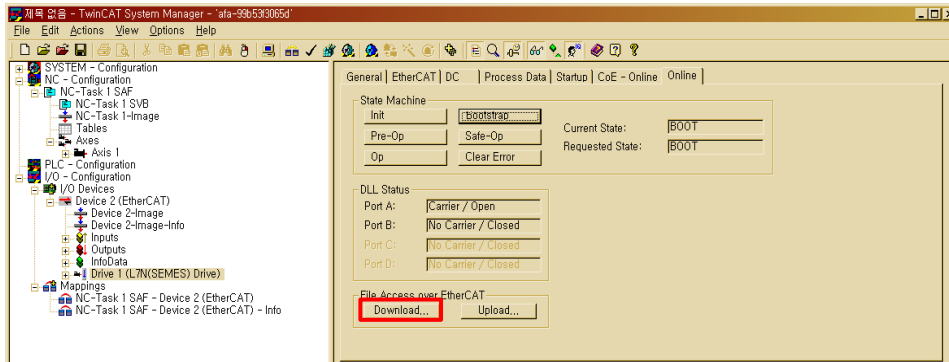 제목 없음 - TwinCAT System Manager - 'afa-99b53f3065d'
File Edit Actions View Options Help
SYSTEM - Configuration
NC - Configuration
NC-Task 1 SAF
NC-Task 1 SVB
NC-Task 1-Image
Tables
Axes
Axis 1
PLC - Configuration
I/O - Configuration
I/O Devices
Device 2 (EtherCAT)
Device 2-Image
Device 2-Image-Info
Inputs
Outputs
InfoData
Drive 1 (L7N(SEMES) Drive)
Mappings
NC-Task 1 SAF - Device 2 (EtherCAT)
NC-Task 1 SAF - Device 2 (EtherCAT) - Info
General EtherCAT DC Process Data Startup CoE - Online Online
State Machine
Init Bootstrap
Pre-Op Safe-Op
Op Clear Error
Current State: BOOT
Requested State: BOOT
DLL Status
Port A: Carrier / Open
Port B: No Carrier / Closed
Port C: No Carrier / Closed
Port D: No Carrier / Closed
File Access over EtherCAT
Download... Upload...